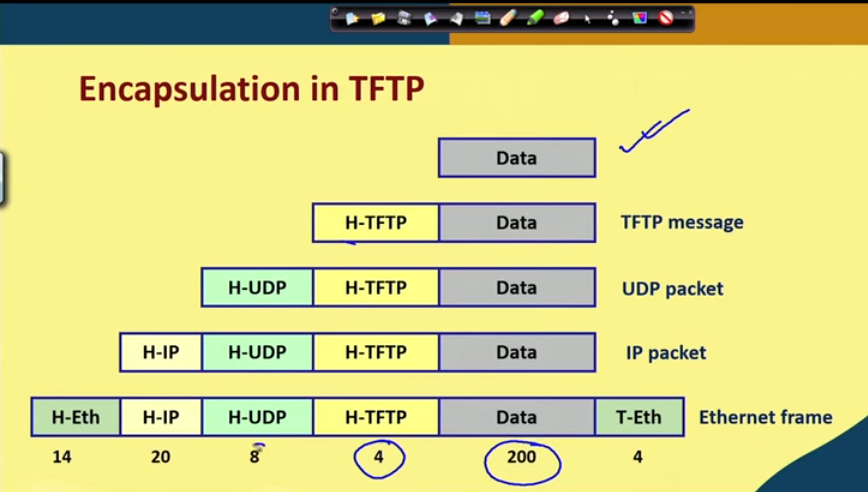 Encapsulation in TFTP
Data
H-TFTP Data TFTP message
H-UDP H-TFTP Data UDP packet
H-IP H-UDP H-TFTP Data IP packet
H-Eth H-IP H-UDP H-TFTP Data T-Eth Ethernet frame
14 20 8 4 200 4